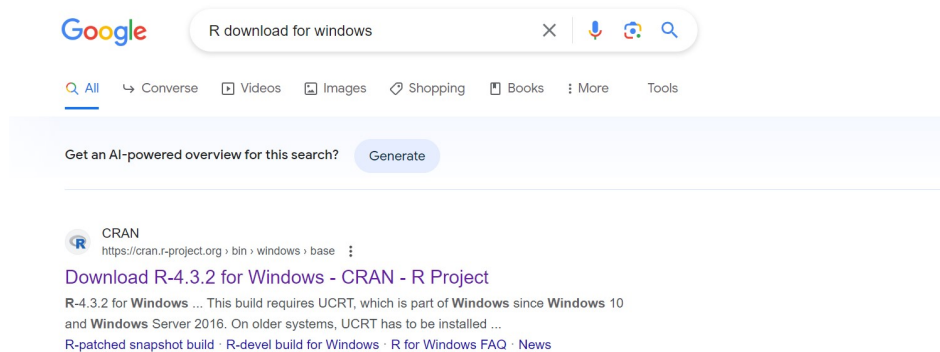 Google
R download for windows
All Converse Videos Images Shopping Books More Tools
Get an AI-powered overview for this search? Generate
R
CRAN
https://cran.r-project.org › bin › windows › base
Download R-4.3.2 for Windows - CRAN - R Project
R-4.3.2 for Windows ... This build requires UCRT, which is part of Windows since Windows 10
and Windows Server 2016. On older systems, UCRT has to be installed ...
R-patched snapshot build · R-devel build for Windows · R for Windows FAQ · News